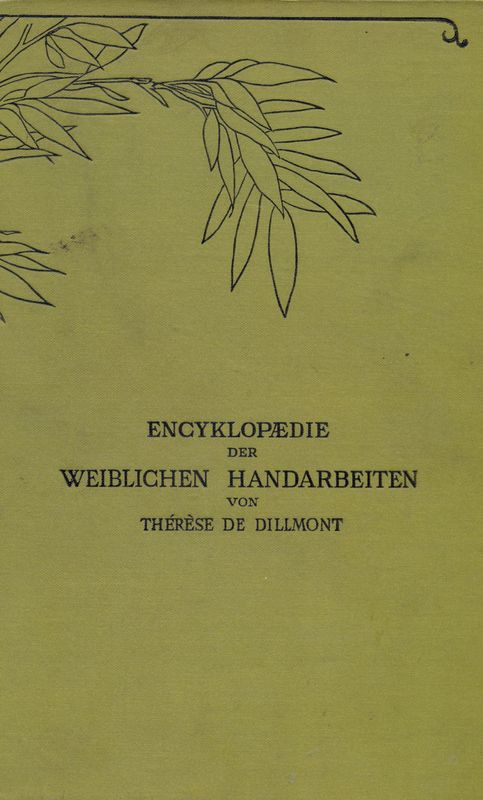 ENCYKLOPÆDIE
DER
WEIBLICHEN HANDARBEITEN
VON
THÉRÈSE DE DILLMONT